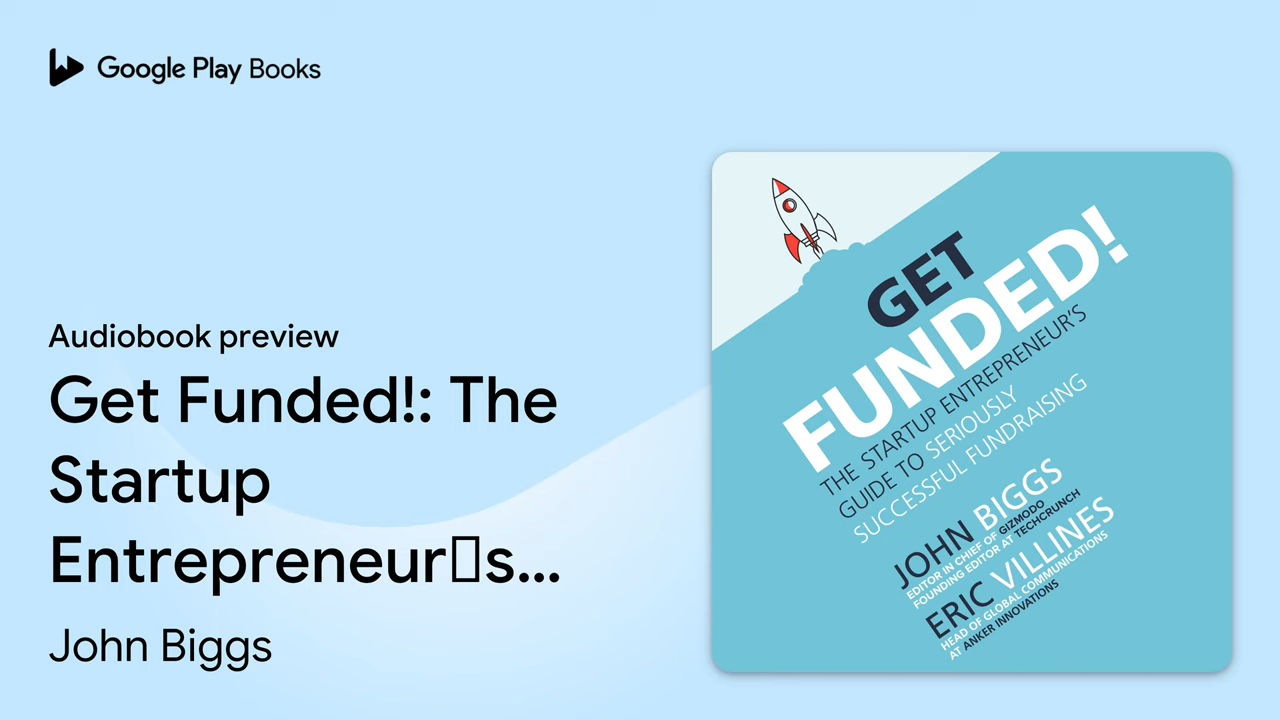 Google Play Books
Audiobook preview
Get Funded!: The
Startup
Entrepreneur▯s...
John Biggs
GET
FUNDED!
THE STARTUP ENTREPRENEUR'S
GUIDE TO SERIOUSLY
SUCCESSFUL FUNDRAISING
JOHN BIGGS
EDITOR IN CHIEF OF GIZMODO
FOUNDING EDITOR AT TECHCRUNCH
ERIC VILLINES
HEAD OF GLOBAL COMMUNICATIONS
AT ANKER INNOVATIONS